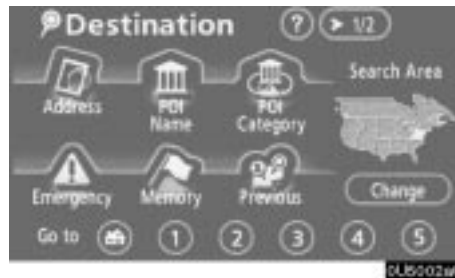 Destination ? 1/2
Search Area
Address POI Name POI Category
Emergency Memory Previous Change
Go to 1 2 3 4 5
0U5002a